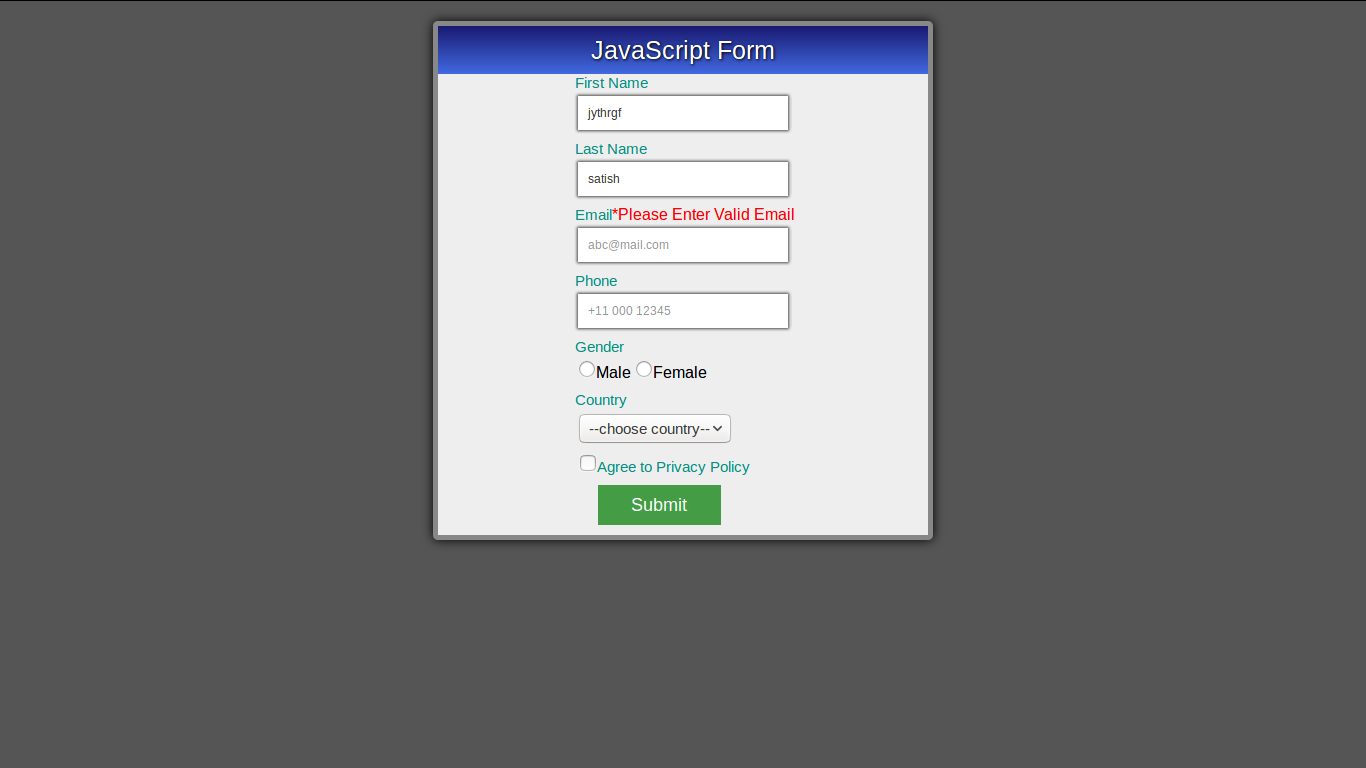 JavaScript Form
First Name
jythrgf
Last Name
satish
Email*Please Enter Valid Email
abc@mail.com
Phone
+11 000 12345
Gender
Male Female
Country
--choose country--
Agree to Privacy Policy
Submit